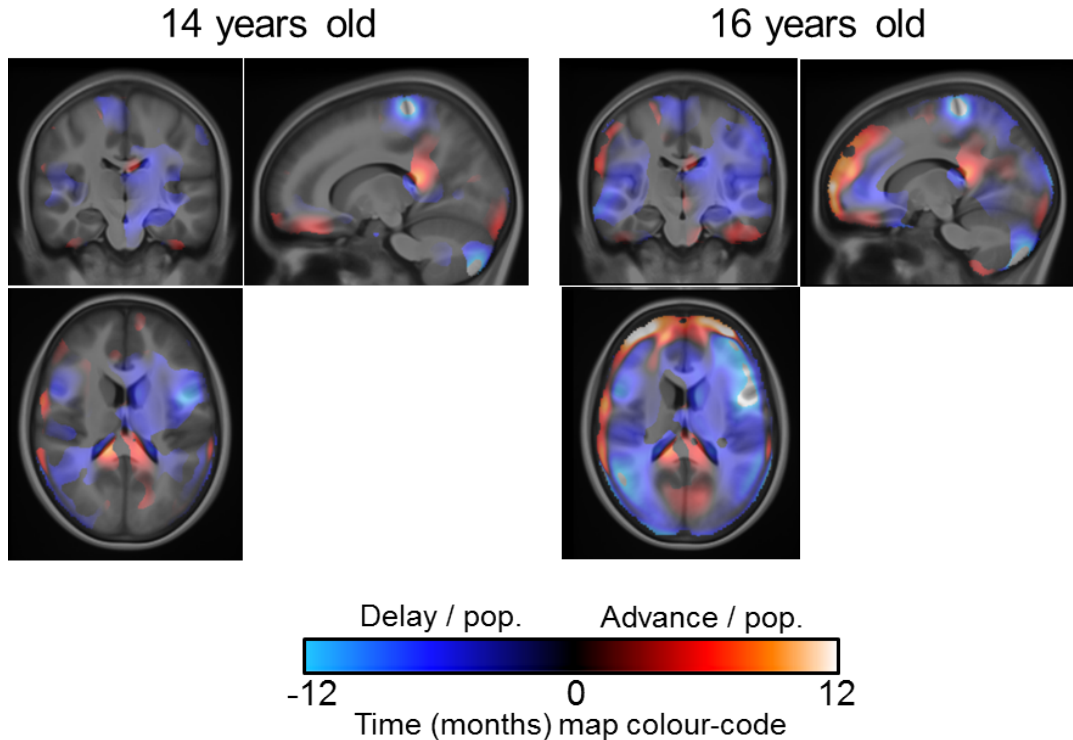 14 years old
16 years old
Delay / pop.
Advance / pop.
-12
0
12
Time (months) map colour-code